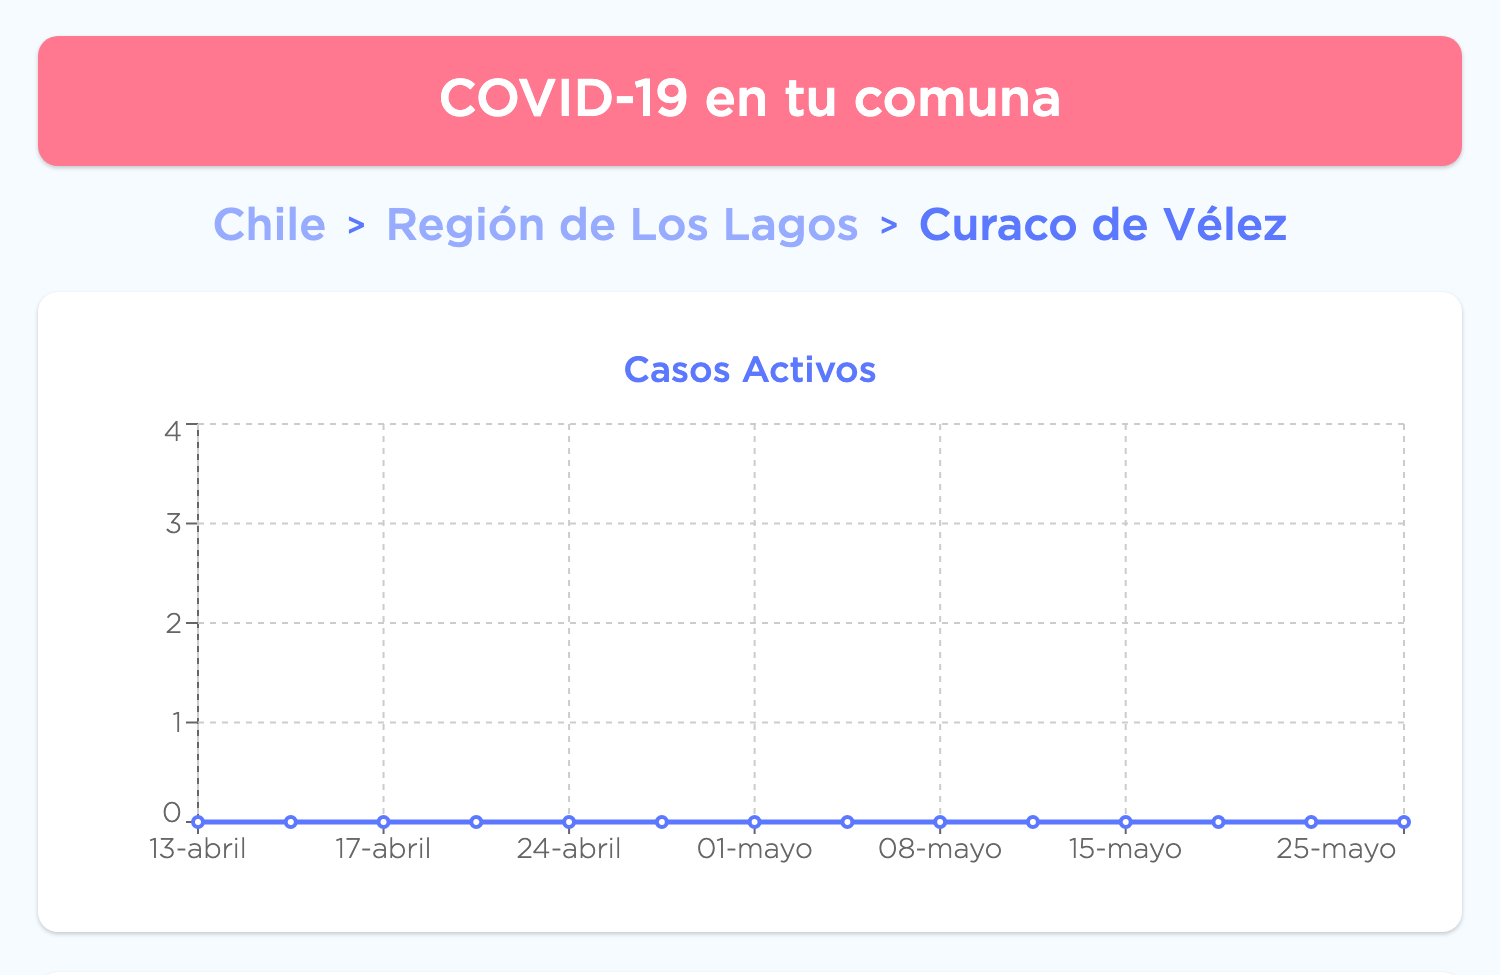 COVID-19 en tu comuna
Chile > Región de Los Lagos > Curaco de Vélez
Casos Activos
4
3
2
1
0
13-abril 17-abril 24-abril 01-mayo 08-mayo 15-mayo 25-mayo